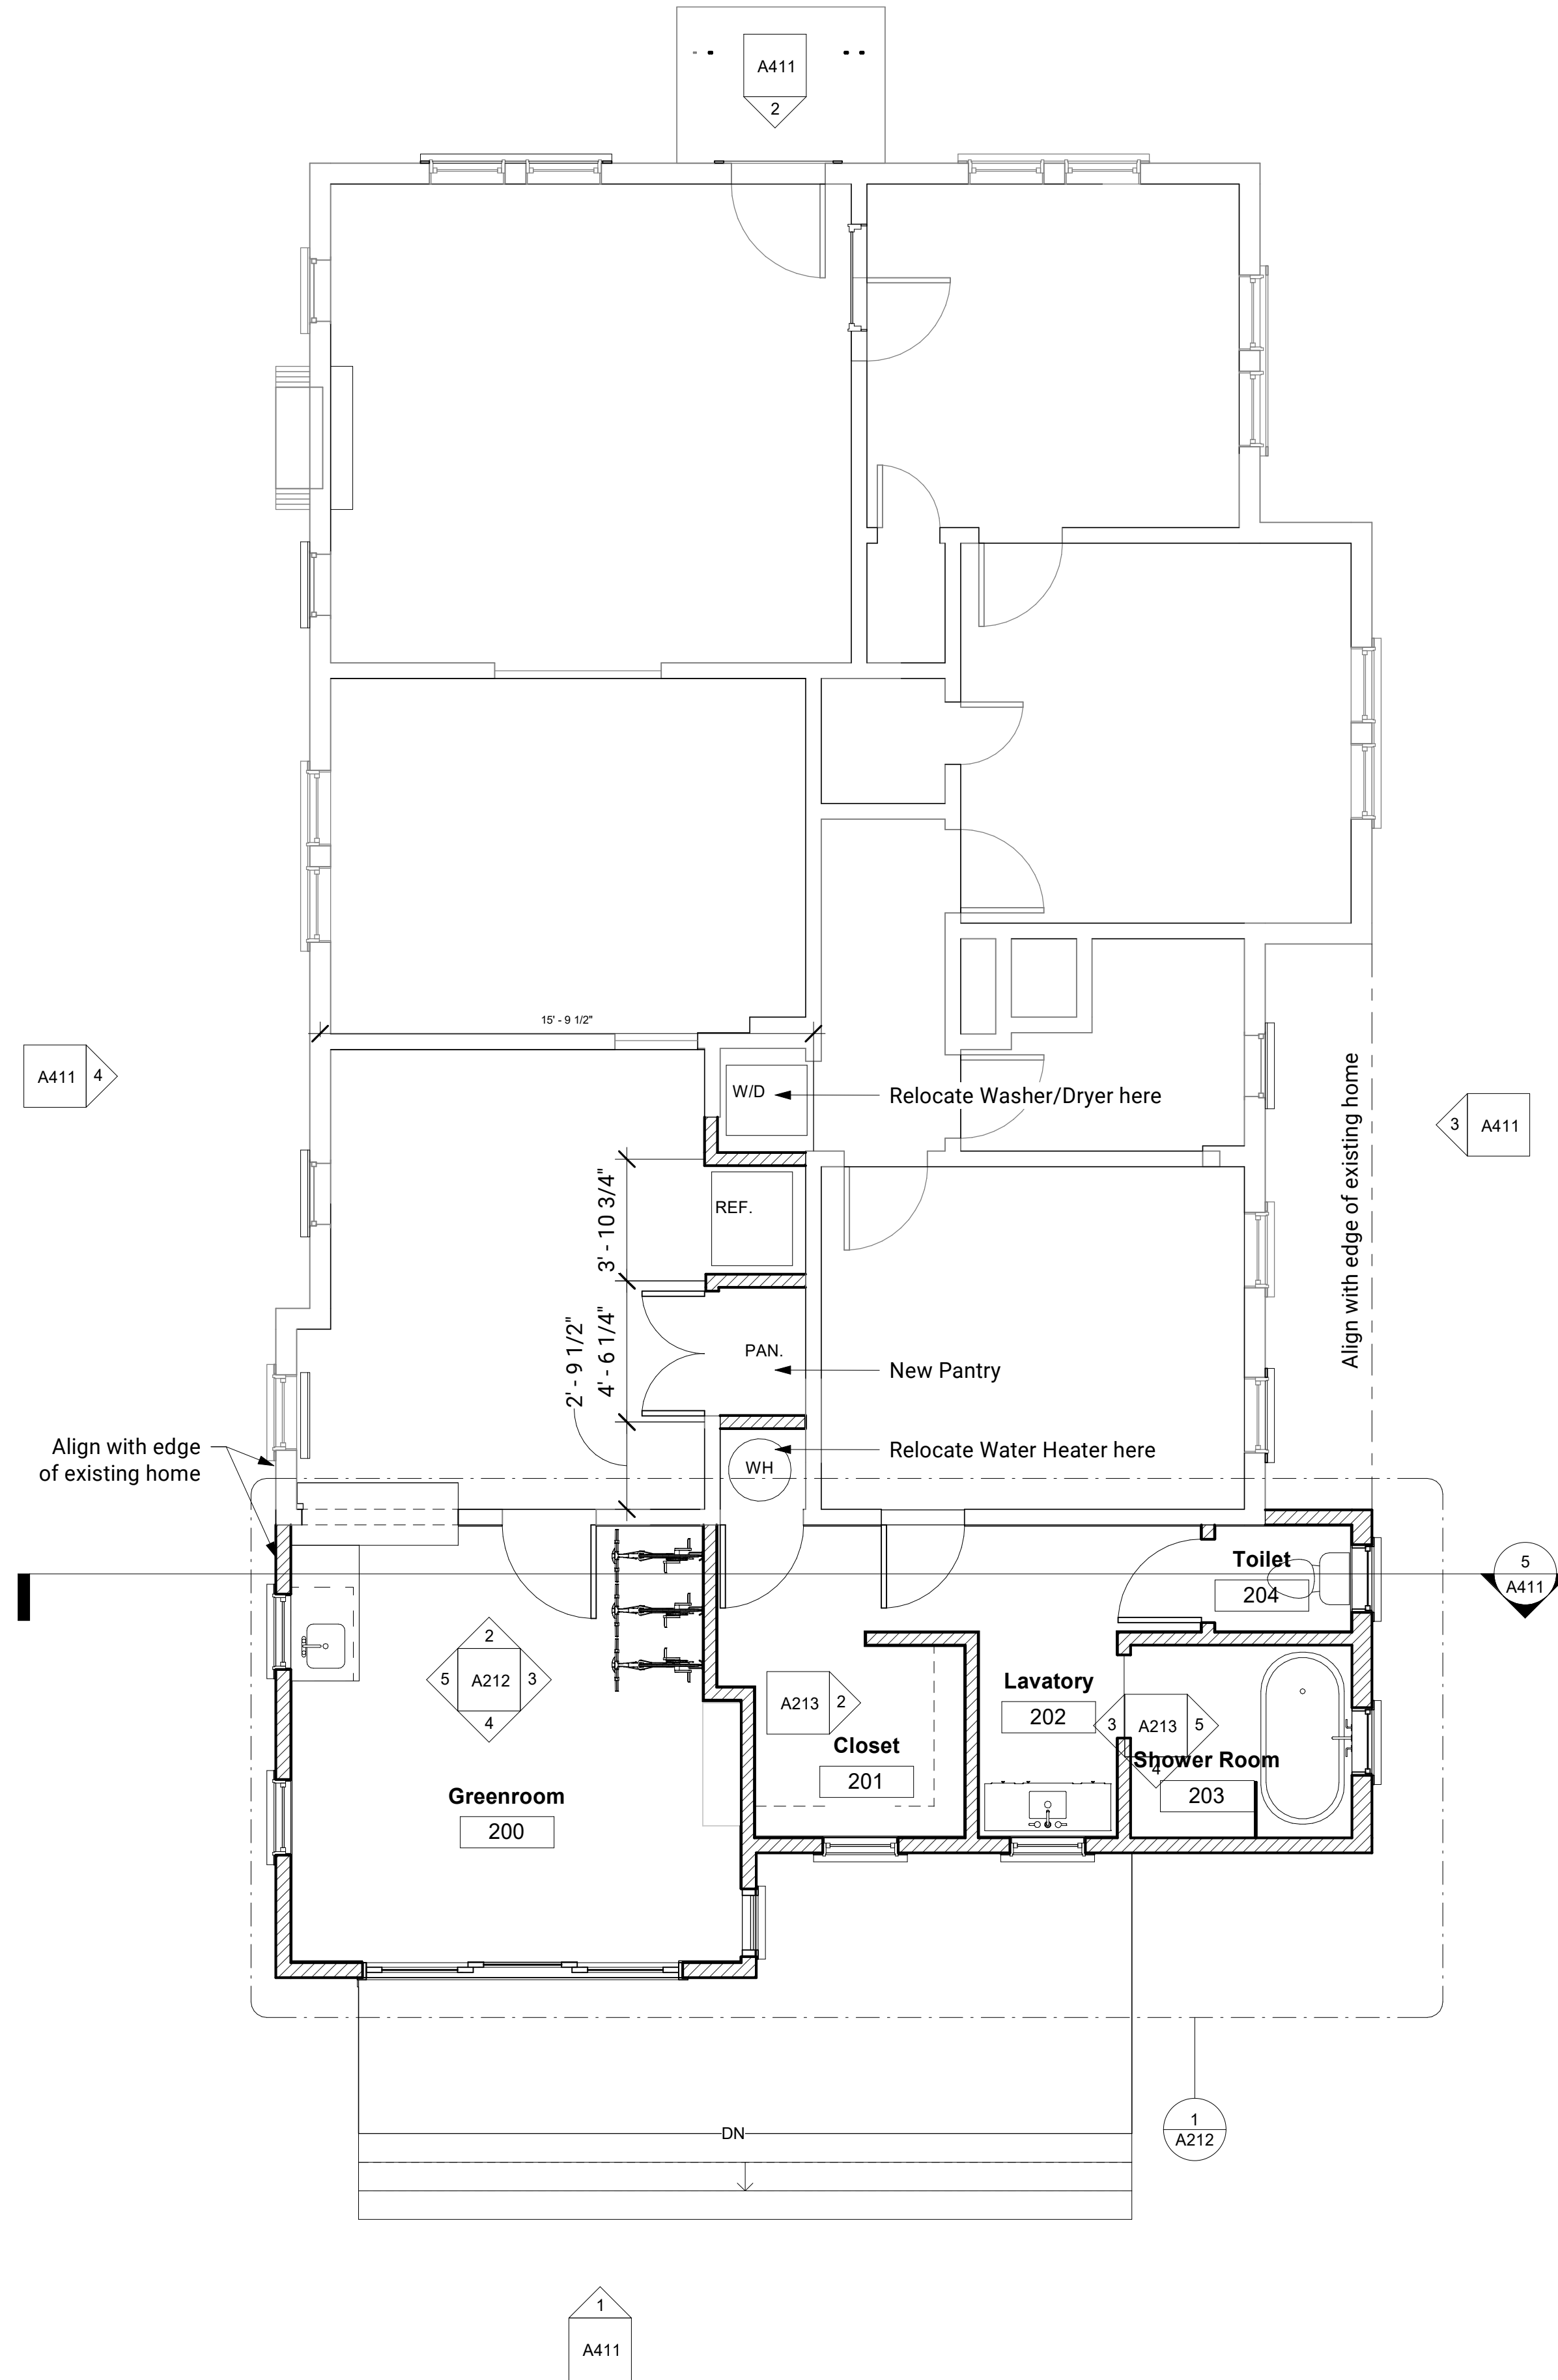 A411
2
15' - 9 1/2"
A411
4
W/D
Relocate Washer/Dryer here
3
A411
Align with edge of existing home
REF.
3' - 10 3/4"
4' - 6 1/4"
2' - 9 1/2"
PAN.
New Pantry
Align with edge
of existing home
Relocate Water Heater here
WH
Toilet
204
5
A411
2
5
A212
3
4
A213
2
Lavatory
202
3
A213
5
4
Closet
201
Shower Room
203
Greenroom
200
DN
1
A212
1
A411